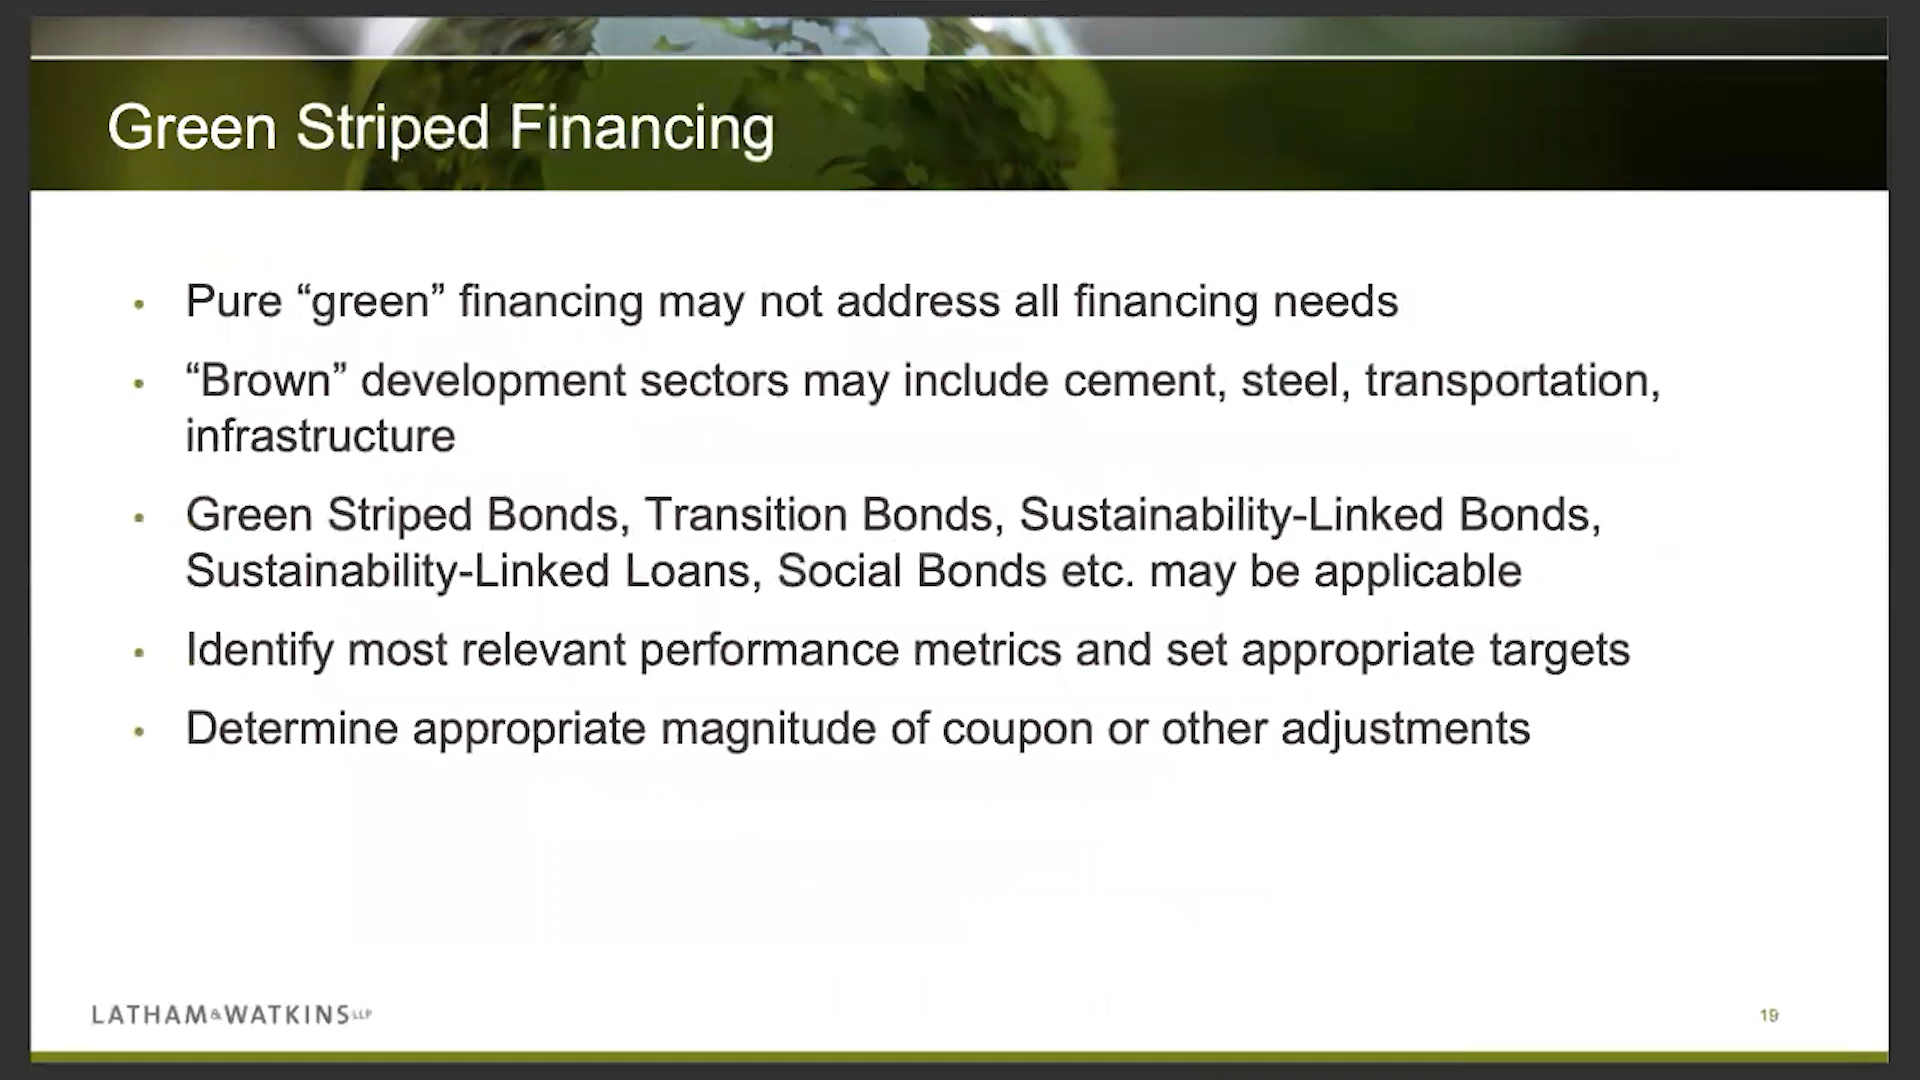 Green Striped Financing
• Pure “green” financing may not address all financing needs
• “Brown” development sectors may include cement, steel, transportation,
infrastructure
• Green Striped Bonds, Transition Bonds, Sustainability-Linked Bonds,
Sustainability-Linked Loans, Social Bonds etc. may be applicable
• Identify most relevant performance metrics and set appropriate targets
• Determine appropriate magnitude of coupon or other adjustments
LATHAM&WATKINS LLP
19